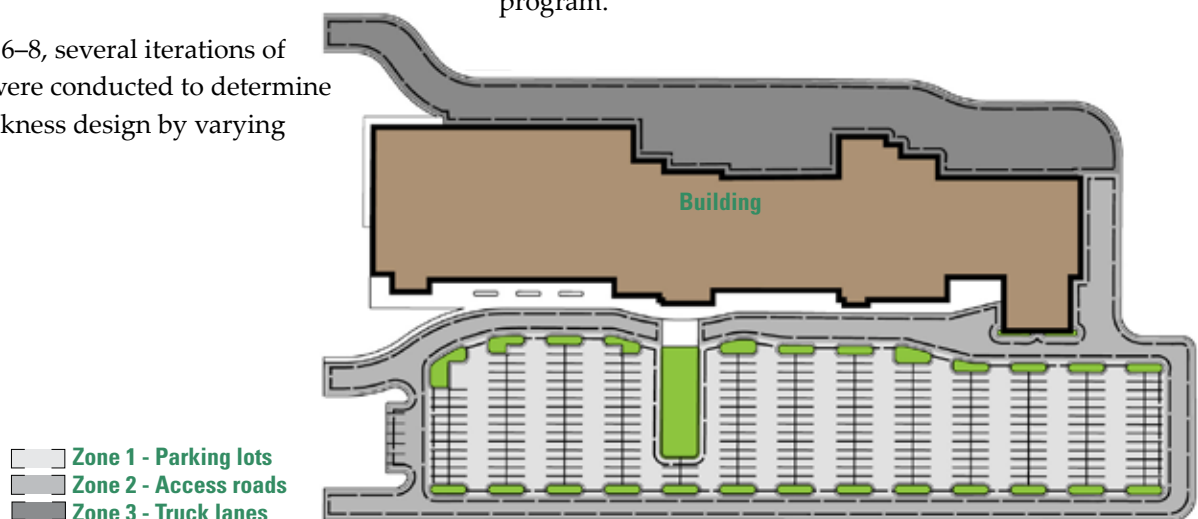 program.
6–8, several iterations of
were conducted to determine
kness design by varying
Building
Zone 1 - Parking lots
Zone 2 - Access roads
Zone 3 - Truck lanes